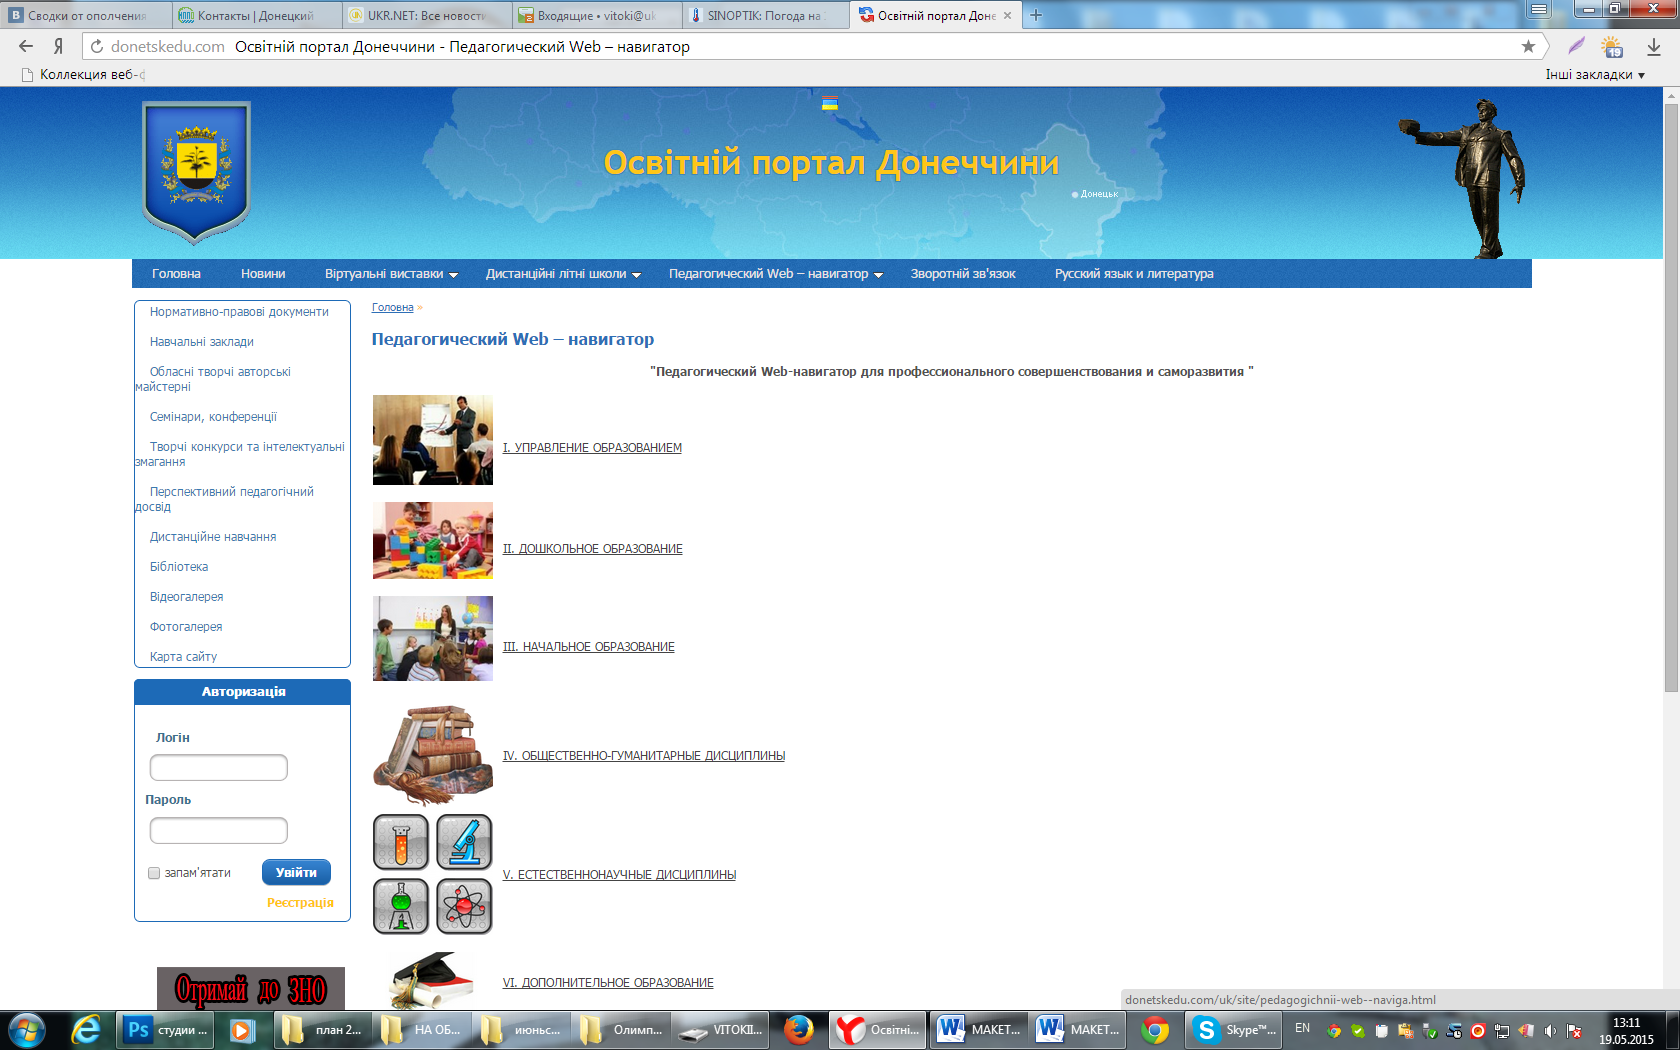 Сводки от ополчения
Контакты | Донецкий
UKR.NET: Все новости
Входящие • vitoki@uk
SINOPTIK: Погода на
Освітній портал Доне
donetskedu.com Освітній портал Донеччини - Педагогический Web – навигатор
19
Коллекция веб-ф
Інші закладки
Освітній портал Донеччини
Донецьк
Головна Новини Віртуальні виставки Дистанційні літні школи Педагогический Web – навигатор Зворотній зв'язок Русский язык и литература
Нормативно-правові документи
Навчальні заклади
Обласні творчі авторські
майстерні
Семінари, конференції
Творчі конкурси та інтелектуальні
змагання
Перспективний педагогічний
досвід
Дистанційне навчання
Бібліотека
Відеогалерея
Фотогалерея
Карта сайту
Авторизація
Логін
Пароль
запам'ятати
Увійти
Реєстрація
Отримай до ЗНО
Головна »
Педагогический Web – навигатор
"Педагогический Web-навигатор для профессионального совершенствования и саморазвития "
I. УПРАВЛЕНИЕ ОБРАЗОВАНИЕМ
II. ДОШКОЛЬНОЕ ОБРАЗОВАНИЕ
III. НАЧАЛЬНОЕ ОБРАЗОВАНИЕ
IV. ОБЩЕСТВЕННО-ГУМАНИТАРНЫЕ ДИСЦИПЛИНЫ
V. ЕСТЕСТВЕННОНАУЧНЫЕ ДИСЦИПЛИНЫ
VI. ДОПОЛНИТЕЛЬНОЕ ОБРАЗОВАНИЕ
donetskedu.com/uk/site/pedagogichnii-web--naviga.html
студии ...
план 2...
НА ОБ...
июньс...
Олимп...
VITOKII...
Освітні...
МАКЕТ...
МАКЕТ...
Skype™...
EN
13:11
19.05.2015